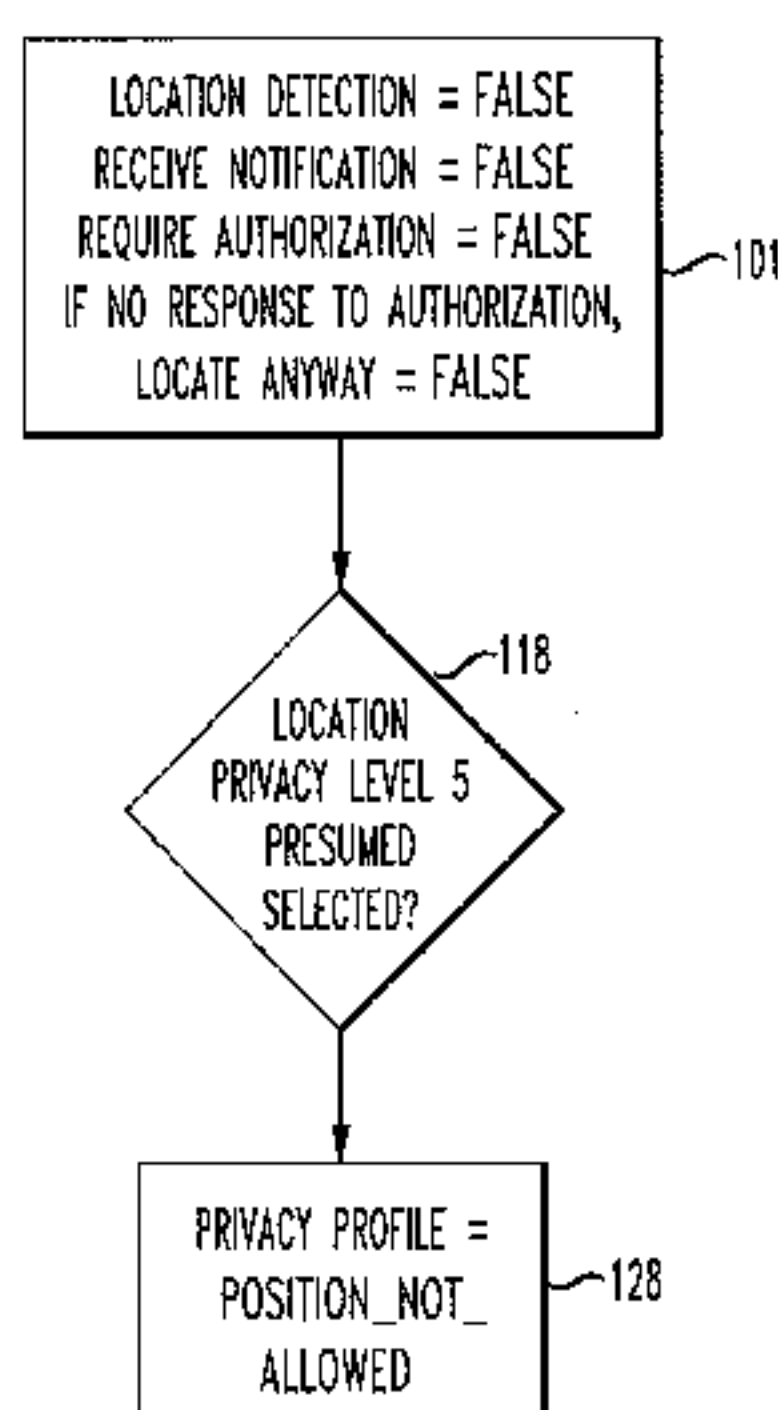 LOCATION DETECTION = FALSE
RECEIVE NOTIFICATION = FALSE
REQUIRE AUTHORIZATION = FALSE
IF NO RESPONSE TO AUTHORIZATION,
LOCATE ANYWAY = FALSE
101
118
LOCATION
PRIVACY LEVEL 5
PRESUMED
SELECTED?
PRIVACY PROFILE =
POSITION_NOT_
ALLOWED
128